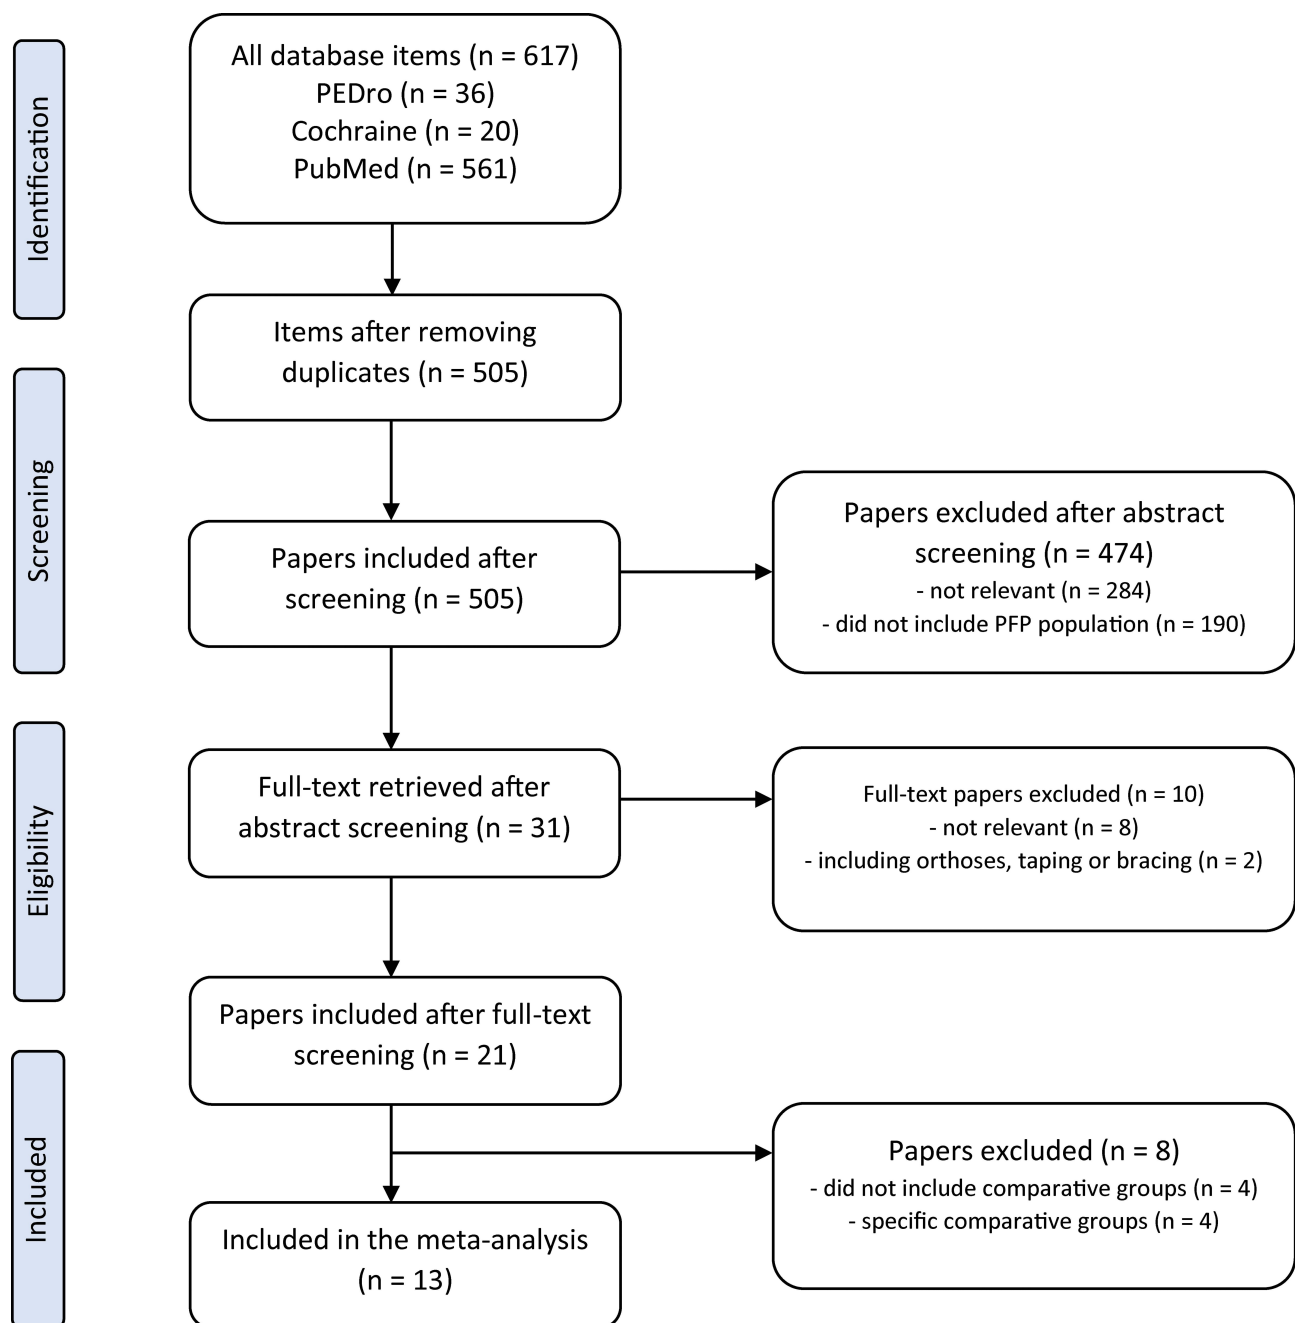 Identification
All database items (n = 617)
PEDro (n = 36)
Cochraine (n = 20)
PubMed (n = 561)
Items after removing
duplicates (n = 505)
Screening
Papers included after
screening (n = 505)
Papers excluded after abstract
screening (n = 474)
- not relevant (n = 284)
- did not include PFP population (n = 190)
Eligibility
Full-text retrieved after
abstract screening (n = 31)
Full-text papers excluded (n = 10)
- not relevant (n = 8)
- including orthoses, taping or bracing (n = 2)
Papers included after full-text
screening (n = 21)
Included
Papers excluded (n = 8)
- did not include comparative groups (n = 4)
- specific comparative groups (n = 4)
Included in the meta-analysis
(n = 13)